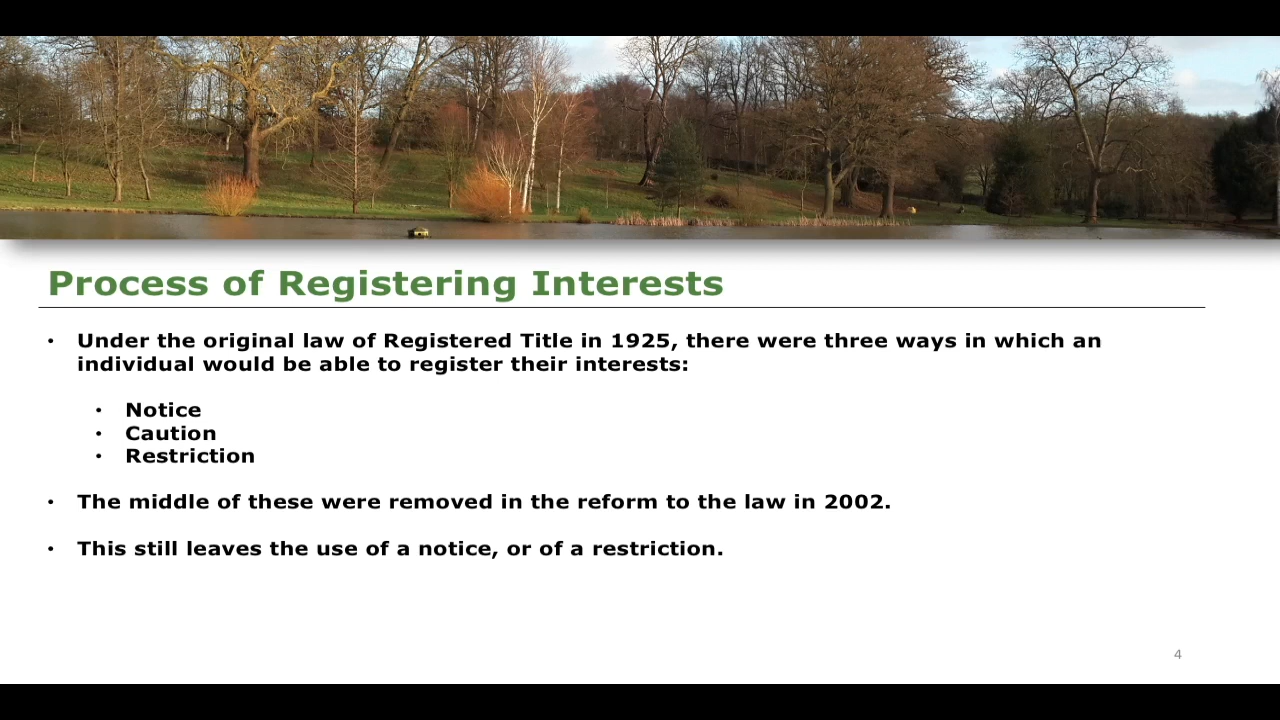 Process of Registering Interests
• Under the original law of Registered Title in 1925, there were three ways in which an
individual would be able to register their interests:
• Notice
• Caution
• Restriction
• The middle of these were removed in the reform to the law in 2002.
• This still leaves the use of a notice, or of a restriction.
4